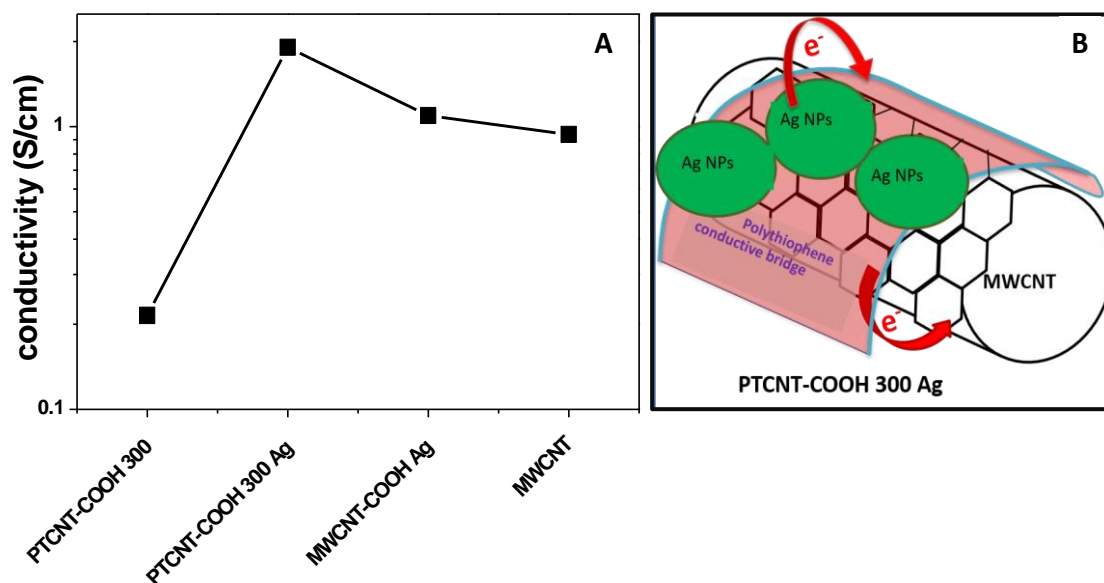 A
conductivity (S/cm)
1
0.1
PTCNT-COOH 300
PTCNT-COOH 300 Ag
MWCNT-COOH Ag
MWCNT
B
e-
Ag NPs
Ag NPs
Ag NPs
Polythiophene
conductive bridge
MWCNT
e-
PTCNT-COOH 300 Ag